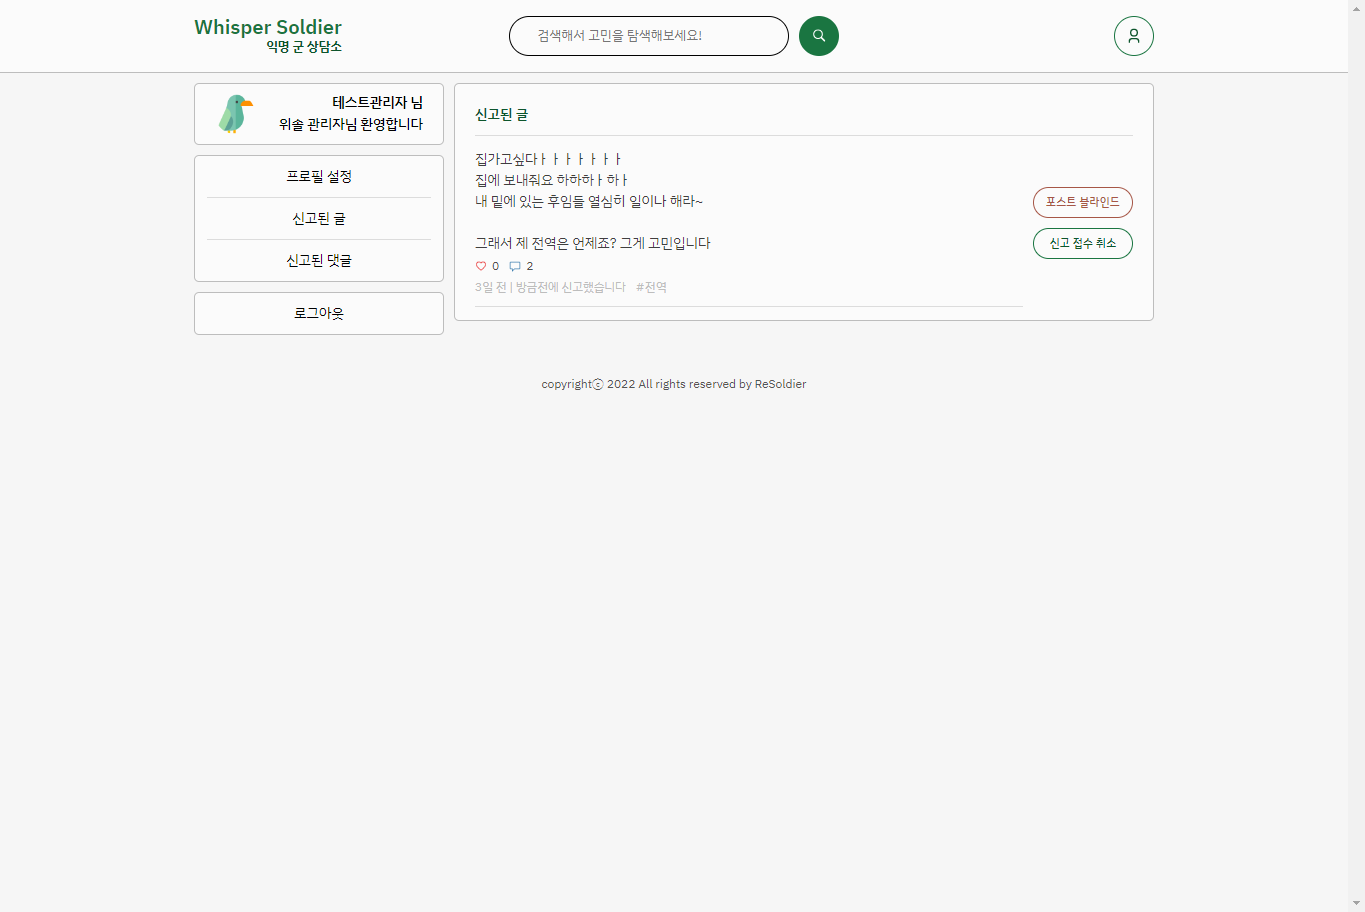 Whisper Soldier
익명 군 상담소
검색해서 고민을 탐색해보세요!
테스트관리자 님
위솔 관리자님 환영합니다
프로필 설정
신고된 글
신고된 댓글
로그아웃
신고된 글
집가고싶다ㅏㅏㅏㅏㅏㅏㅏ
집에 보내줘요 하하하ㅏ하ㅏ
내 밑에 있는 후임들 열심히 일이나 해라~
그래서 제 전역은 언제죠? 그게 고민입니다
0 2
3일 전 | 방금전에 신고했습니다 #전역
포스트 블라인드
신고 접수 취소
copyrightⓒ 2022 All rights reserved by ReSoldier